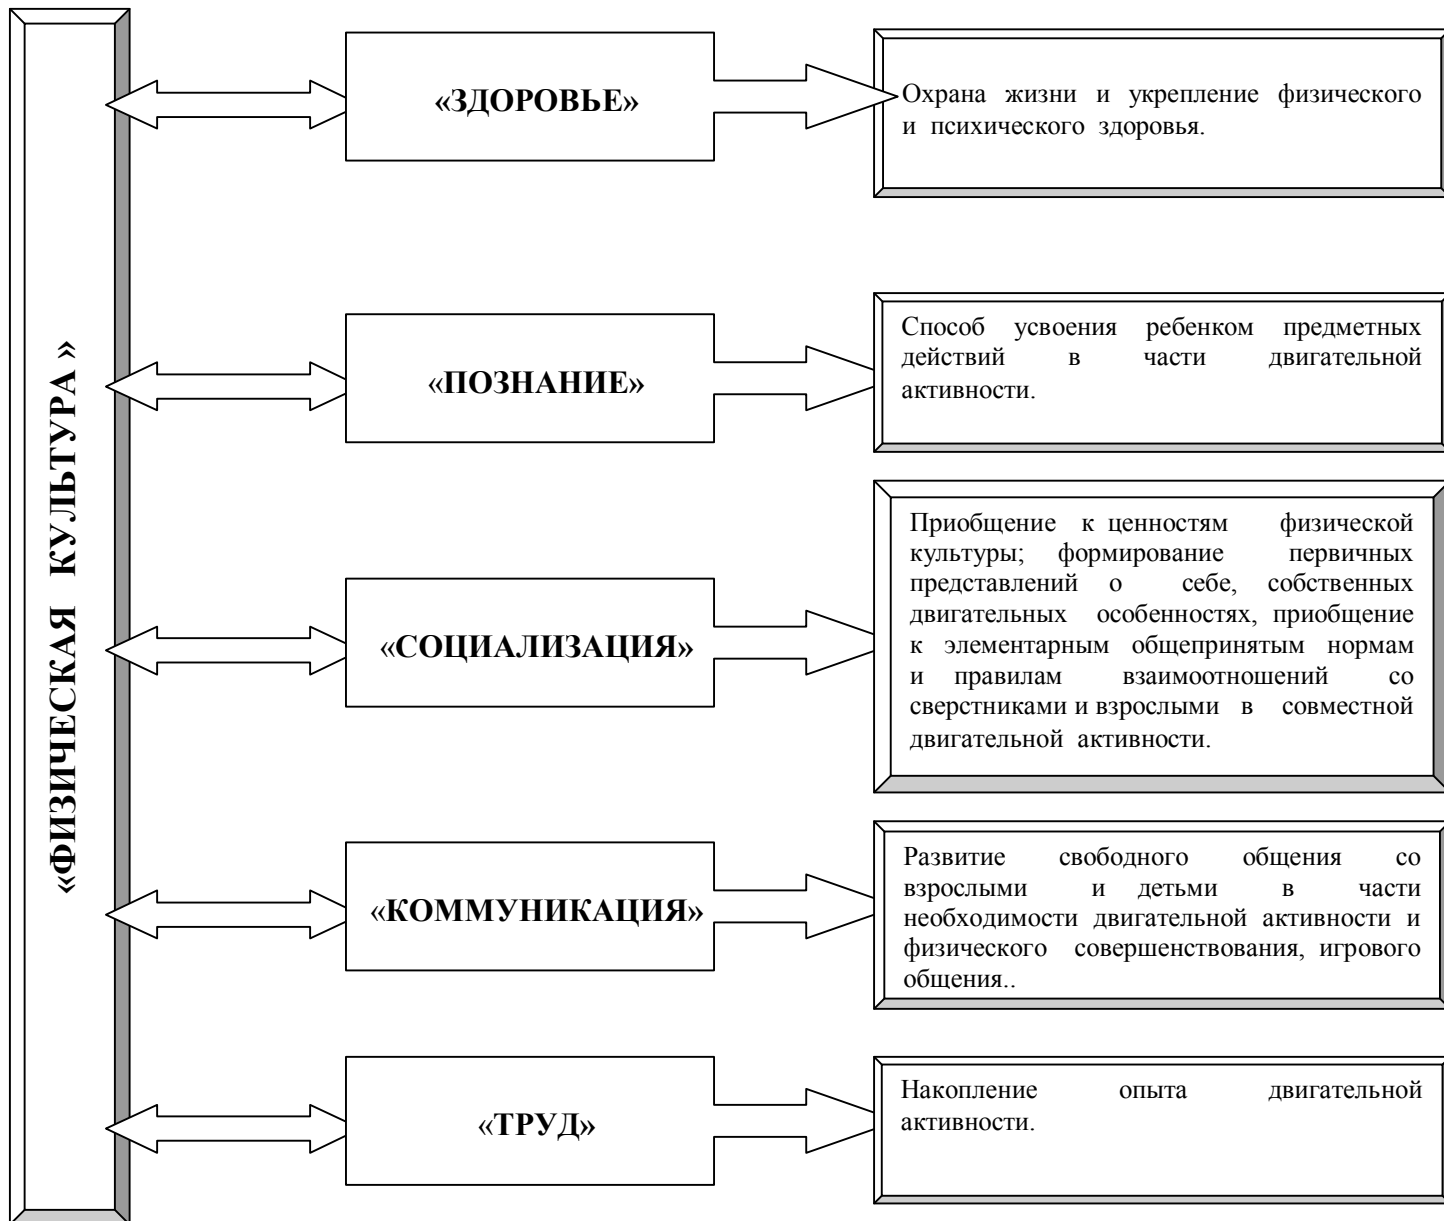 «ФИЗИЧЕСКАЯ КУЛЬТУРА »
«ЗДОРОВЬЕ»
Охрана жизни и укрепление физического
и психического здоровья.
«ПОЗНАНИЕ»
Способ усвоения ребенком предметных
действий в части двигательной
активности.
«СОЦИАЛИЗАЦИЯ»
Приобщение к ценностям физической
культуры; формирование первичных
представлений о себе, собственных
двигательных особенностях, приобщение
к элементарным общепринятым нормам
и правилам взаимоотношений со
сверстниками и взрослыми в совместной
двигательной активности.
«КОММУНИКАЦИЯ»
Развитие свободного общения со
взрослыми и детьми в части
необходимости двигательной активности и
физического совершенствования, игрового
общения..
«ТРУД»
Накопление опыта двигательной
активности.